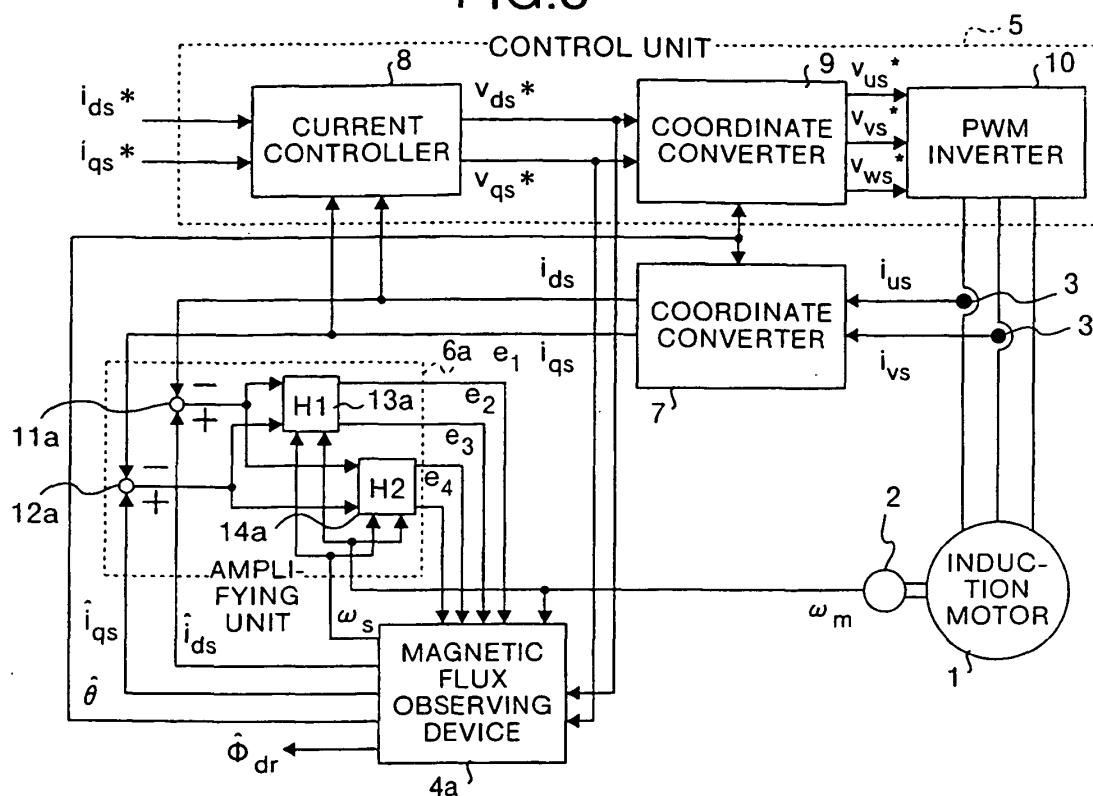 FIG.
CONTROL UNIT
5
8
9
10
i_ds*
i_qs*
CURRENT
CONTROLLER
v_ds*
v_qs*
COORDINATE
CONVERTER
v_us*
v_vs*
v_ws*
PWM
INVERTER
i_ds
i_qs
COORDINATE
CONVERTER
7
i_us
i_vs
3
3
6a
e_1
e_2
e_3
e_4
−
+
11a
−
+
12a
H1
13a
H2
14a
AMPLI-
FYING
UNIT
ω_s
ω_m
2
INDUC-
TION
MOTOR
1
î_qs
î_ds
θ̂
Φ̂_dr
MAGNETIC
FLUX
OBSERVING
DEVICE
4a